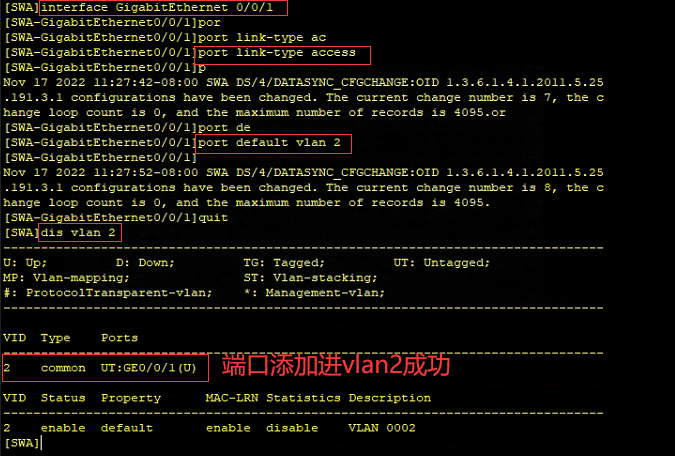 [SWA]interface GigabitEthernet 0/0/1
[SWA-GigabitEthernet0/0/1]por
[SWA-GigabitEthernet0/0/1]port link-type ac
[SWA-GigabitEthernet0/0/1]port link-type access
[SWA-GigabitEthernet0/0/1]p
Nov 17 2022 11:27:42-08:00 SWA DS/4/DATASYNC_CFGCHANGE:OID 1.3.6.1.4.1.2011.5.25
.191.3.1 configurations have been changed. The current change number is 7, the c
hange loop count is 0, and the maximum number of records is 4095.or
[SWA-GigabitEthernet0/0/1]port de
[SWA-GigabitEthernet0/0/1]port default vlan 2
[SWA-GigabitEthernet0/0/1]
Nov 17 2022 11:27:52-08:00 SWA DS/4/DATASYNC_CFGCHANGE:OID 1.3.6.1.4.1.2011.5.25
.191.3.1 configurations have been changed. The current change number is 8, the c
hange loop count is 0, and the maximum number of records is 4095.
[SWA-GigabitEthernet0/0/1]quit
[SWA]dis vlan 2
--------------------------------------------------------------------------------
U: Up; D: Down; TG: Tagged; UT: Untagged;
MP: Vlan-mapping; ST: Vlan-stacking;
#: ProtocolTransparent-vlan; *: Management-vlan;
--------------------------------------------------------------------------------
VID Type Ports
--------------------------------------------------------------------------------
2 common UT:GE0/0/1(U) 端口添加进vlan2成功
VID Status Property MAC-LRN Statistics Description
--------------------------------------------------------------------------------
2 enable default enable disable VLAN 0002
[SWA]